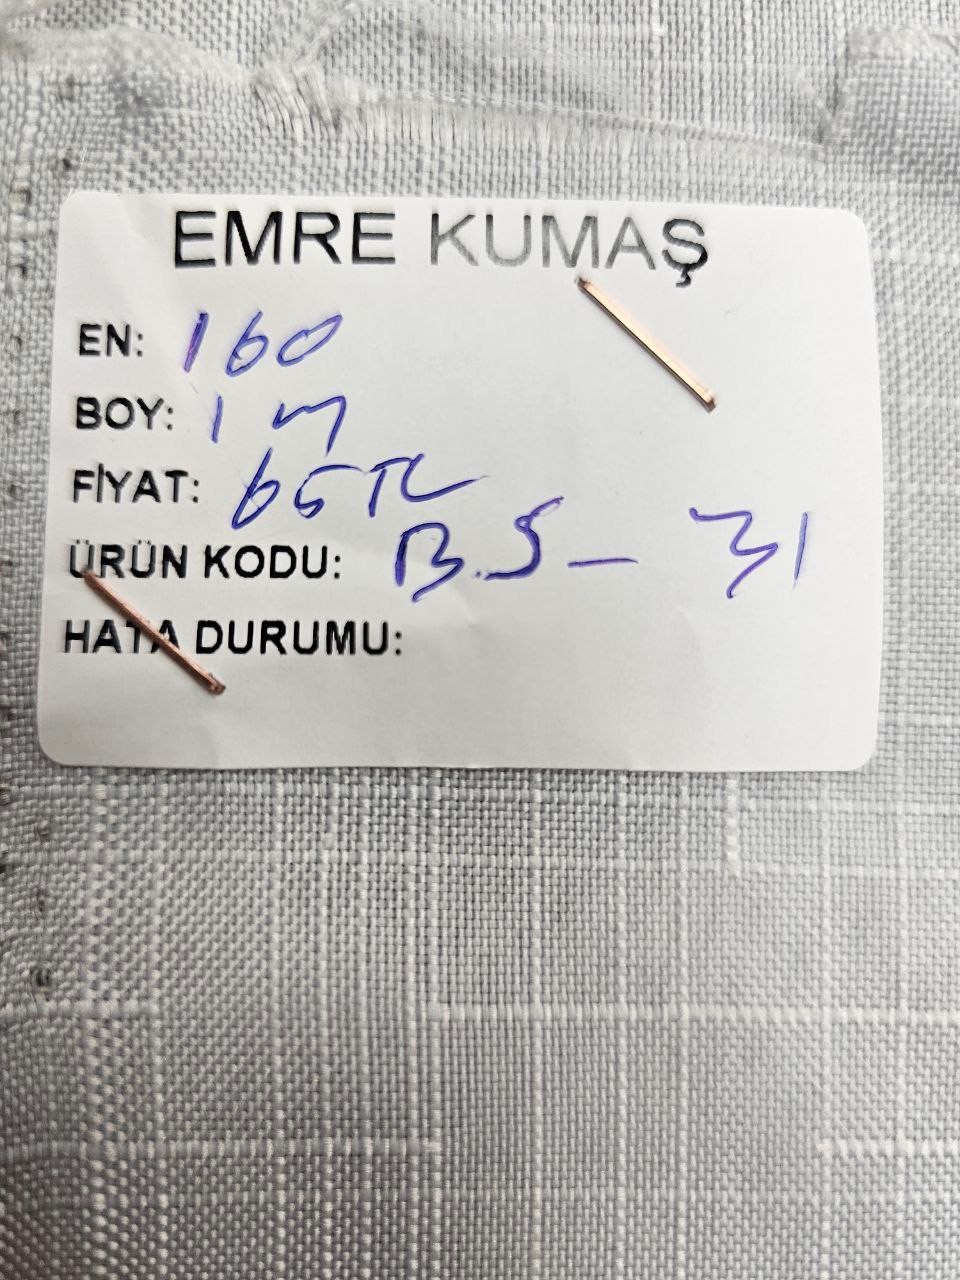 EMRE KUMAŞ
EN: 160
BOY: 1 m
FİYAT: 65 TL
ÜRÜN KODU: B.S - 31
HATA DURUMU: